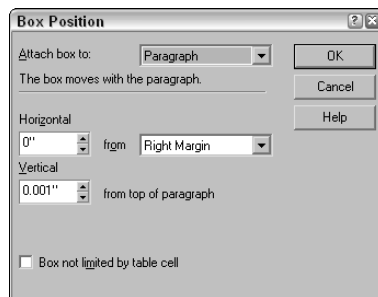 Box Position
Attach box to: Paragraph OK
The box moves with the paragraph. Cancel
Horizontal Help
0" from Right Margin
Vertical
0.001" from top of paragraph
Box not limited by table cell